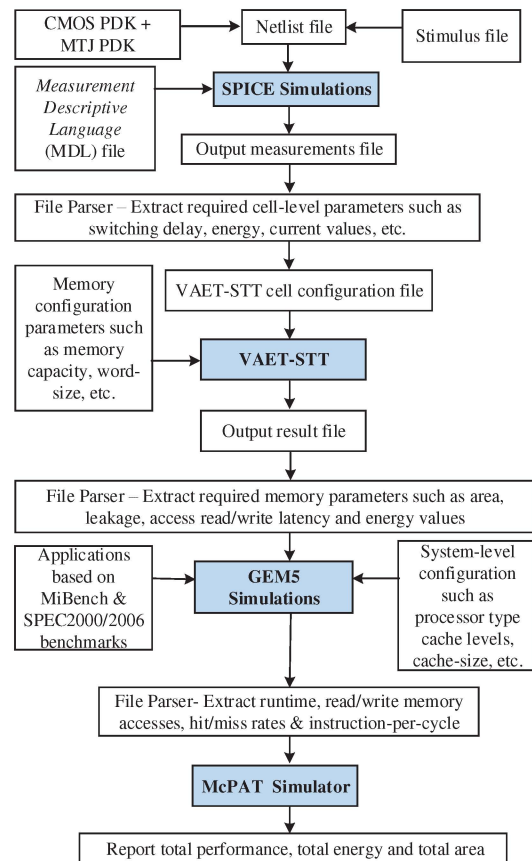 CMOS PDK +
MTJ PDK
Netlist file
Stimulus file
Measurement
Descriptive
Language
(MDL) file
SPICE Simulations
Output measurements file
File Parser – Extract required cell-level parameters such as
switching delay, energy, current values, etc.
Memory
configuration
parameters such
as memory
capacity, word-
size, etc.
VAET-STT cell configuration file
VAET-STT
Output result file
File Parser – Extract required memory parameters such as area,
leakage, access read/write latency and energy values
Applications
based on
MiBench &
SPEC2000/2006
benchmarks
GEM5
Simulations
System-level
configuration
such as
processor type
cache levels,
cache-size, etc.
File Parser- Extract runtime, read/write memory
accesses, hit/miss rates & instruction-per-cycle
McPAT Simulator
Report total performance, total energy and total area